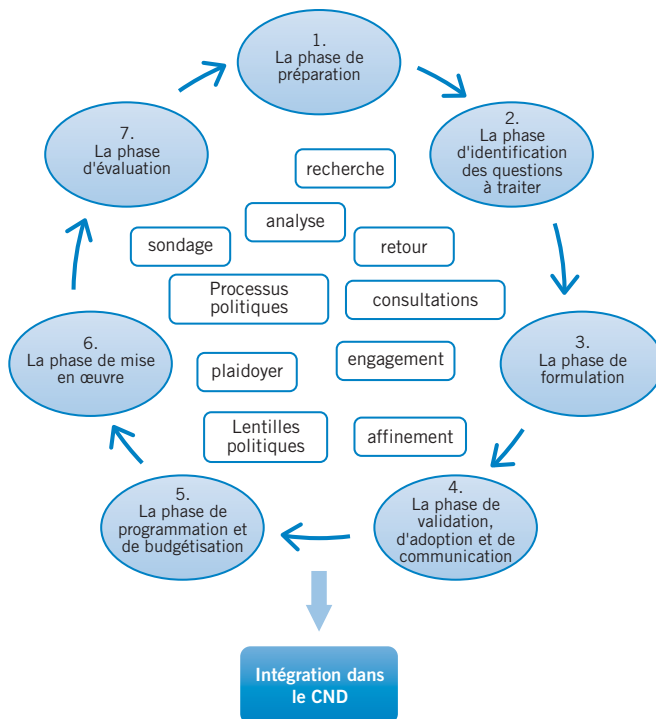 1.
La phase de
préparation
2.
La phase
d'identification
des questions
à traiter
3.
La phase de
formulation
4.
La phase de
validation,
d'adoption et de
communication
5.
La phase de
programmation et
de budgétisation
6.
La phase de mise
en œuvre
7.
La phase
d'évaluation
recherche
analyse
sondage
retour
Processus
politiques
consultations
engagement
plaidoyer
Lentilles
politiques
affinement
Intégration dans
le CND